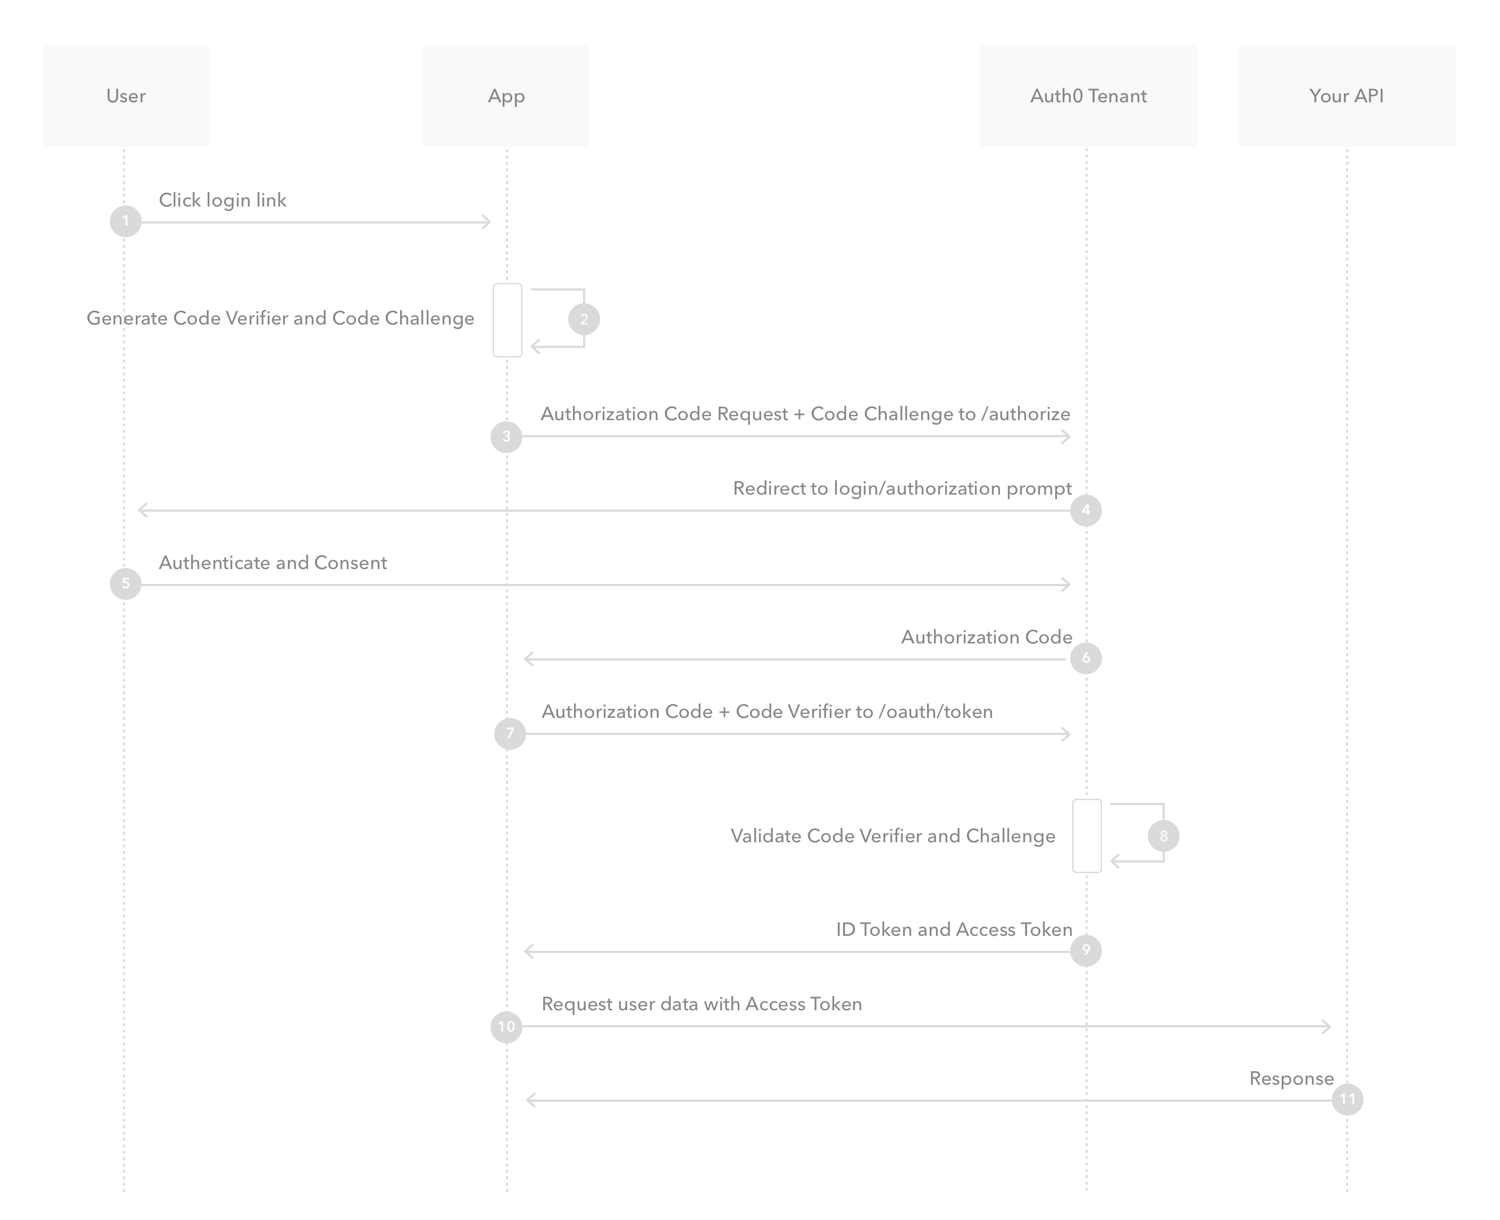 User
App
Auth0 Tenant
Your API
Click login link
1
Generate Code Verifier and Code Challenge
2
Authorization Code Request + Code Challenge to /authorize
3
Redirect to login/authorization prompt
4
Authenticate and Consent
5
Authorization Code
6
Authorization Code + Code Verifier to /oauth/token
7
Validate Code Verifier and Challenge
8
ID Token and Access Token
9
Request user data with Access Token
10
Response
11